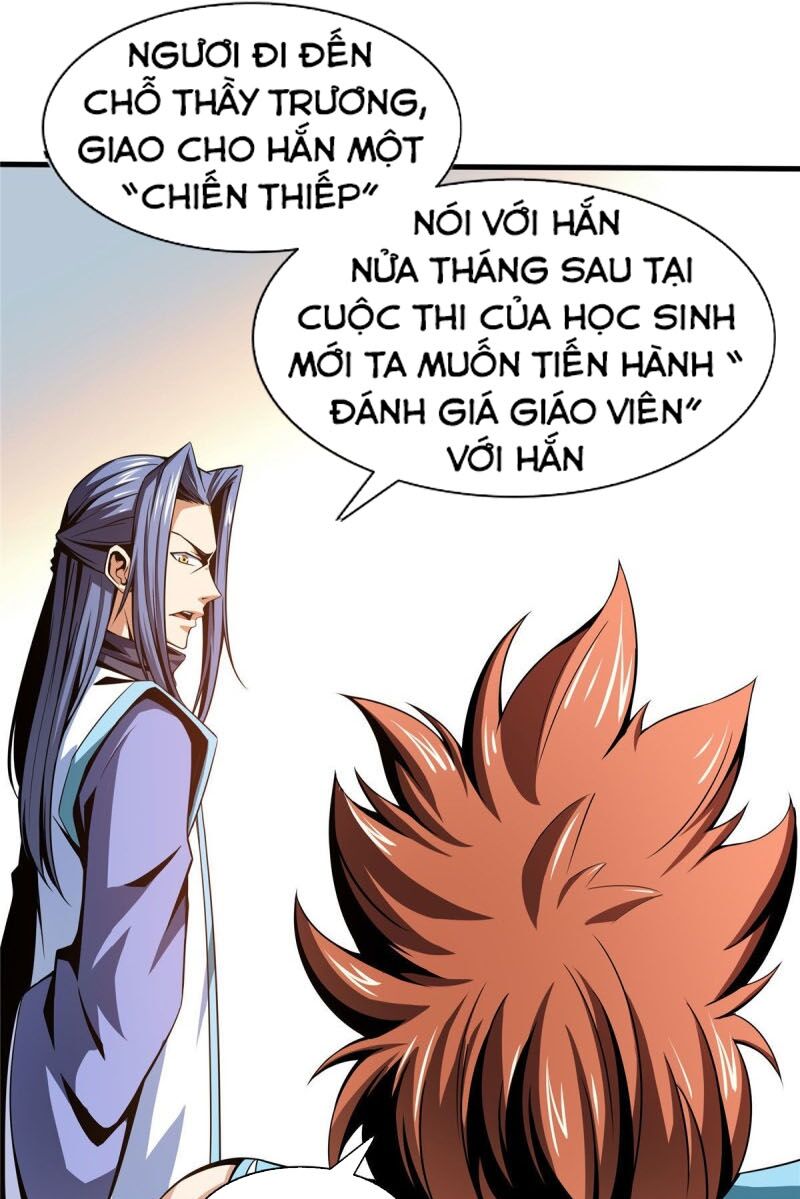 NGƯƠI ĐI ĐẾN
CHỖ THẦY TRƯƠNG,
GIAO CHO HẮN MỘT
"CHIẾN THIẾP"
NÓI VỚI HẮN
NỬA THÁNG SAU TẠI
CUỘC THI CỦA HỌC SINH
MỚI TA MUỐN TIẾN HÀNH "
ĐÁNH GIÁ GIÁO VIÊN"
VỚI HẮN